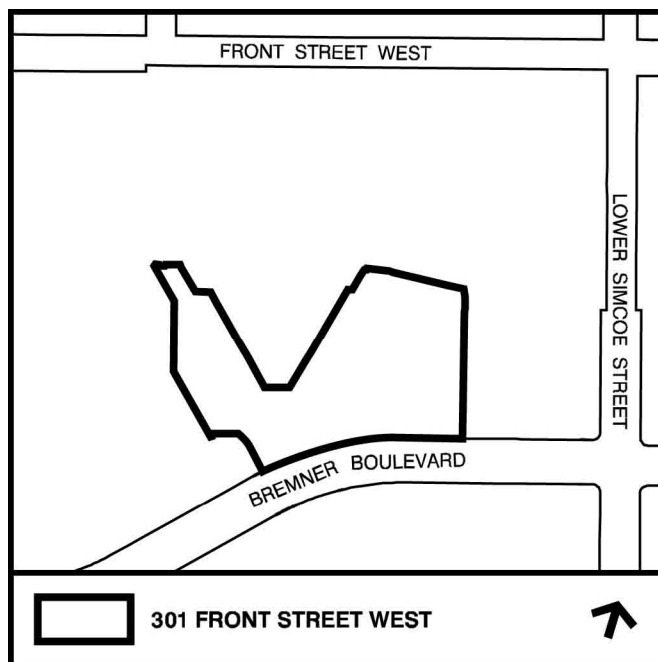 FRONT STREET WEST
LOWER SIMCOE STREET
BREMNER BOULEVARD
301 FRONT STREET WEST